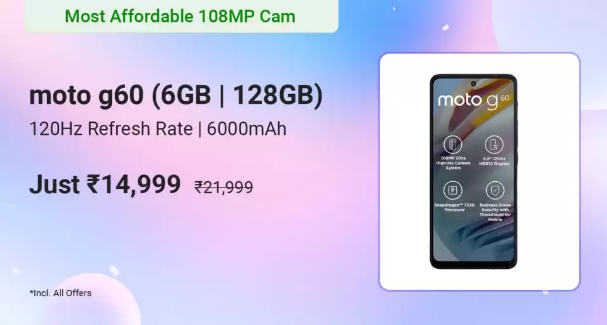 Most Affordable 108MP Cam
moto g60 (6GB | 128GB)
120Hz Refresh Rate | 6000mAh
Just ₹14,999 ₹21,999
*Incl. All Offers
moto g60
108MP Ultra
High-res Camera
System
6.8" 120Hz
HDR10 Display
Snapdragon™ 732G
Processor
Business Grade
Security with
ThinkShield for
Mobile